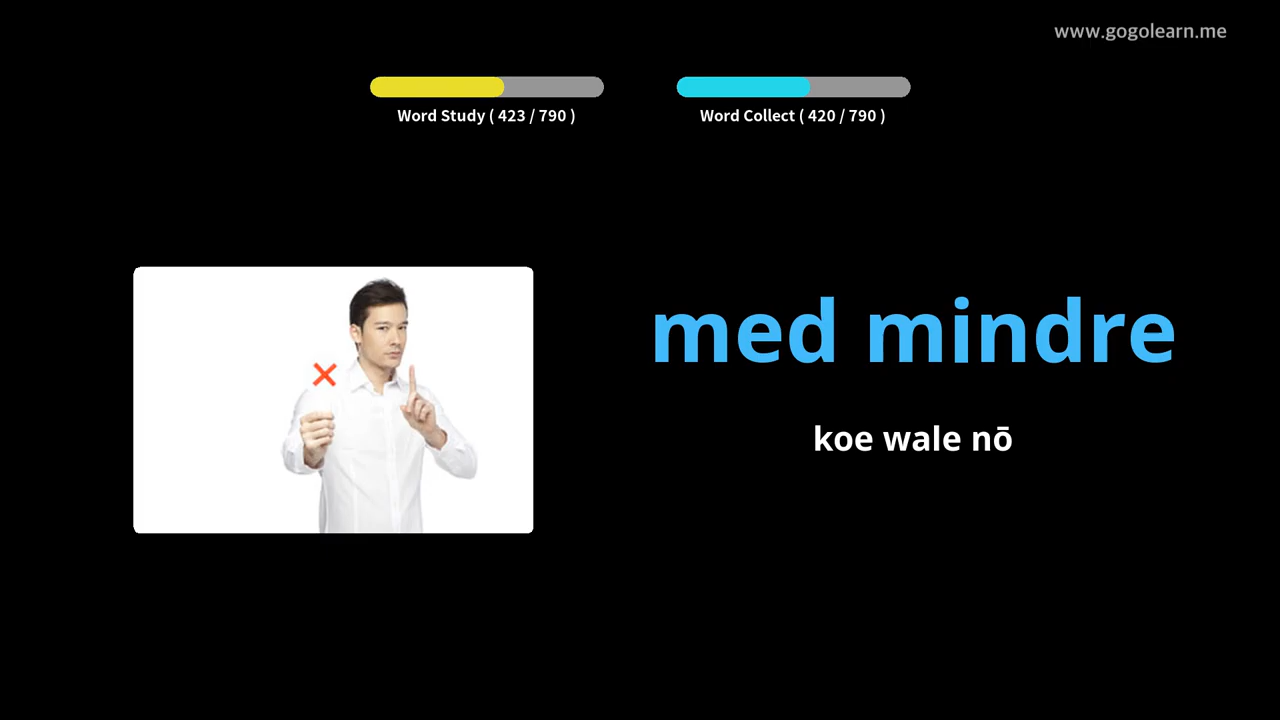 www.gogolearn.me
Word Study ( 423 / 790 )
Word Collect ( 420 / 790 )
med mindre
koe wale nō